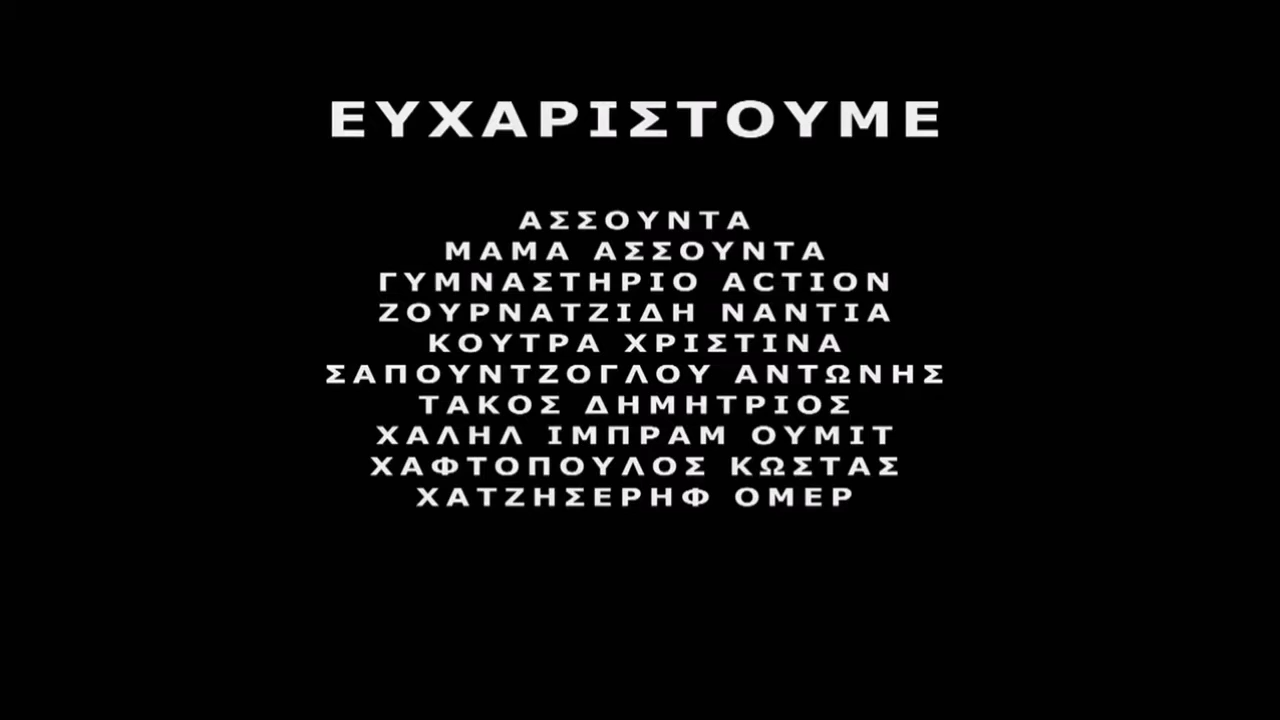 ΕΥΧΑΡΙΣΤΟΥΜΕ
ΑΣΣΟΥΝΤΑ
ΜΑΜΑ ΑΣΣΟΥΝΤΑ
ΓΥΜΝΑΣΤΗΡΙΟ ACTION
ΖΟΥΡΝΑΤΖΙΔΗ ΝΑΝΤΙΑ
ΚΟΥΤΡΑ ΧΡΙΣΤΙΝΑ
ΣΑΠΟΥΝΤΖΟΓΛΟΥ ΑΝΤΩΝΗΣ
ΤΑΚΟΣ ΔΗΜΗΤΡΙΟΣ
ΧΑΛΗΛ ΙΜΠΡΑΜ ΟΥΜΙΤ
ΧΑΦΤΟΠΟΥΛΟΣ ΚΩΣΤΑΣ
ΧΑΤΖΗΣΕΡΗΦ ΟΜΕΡ